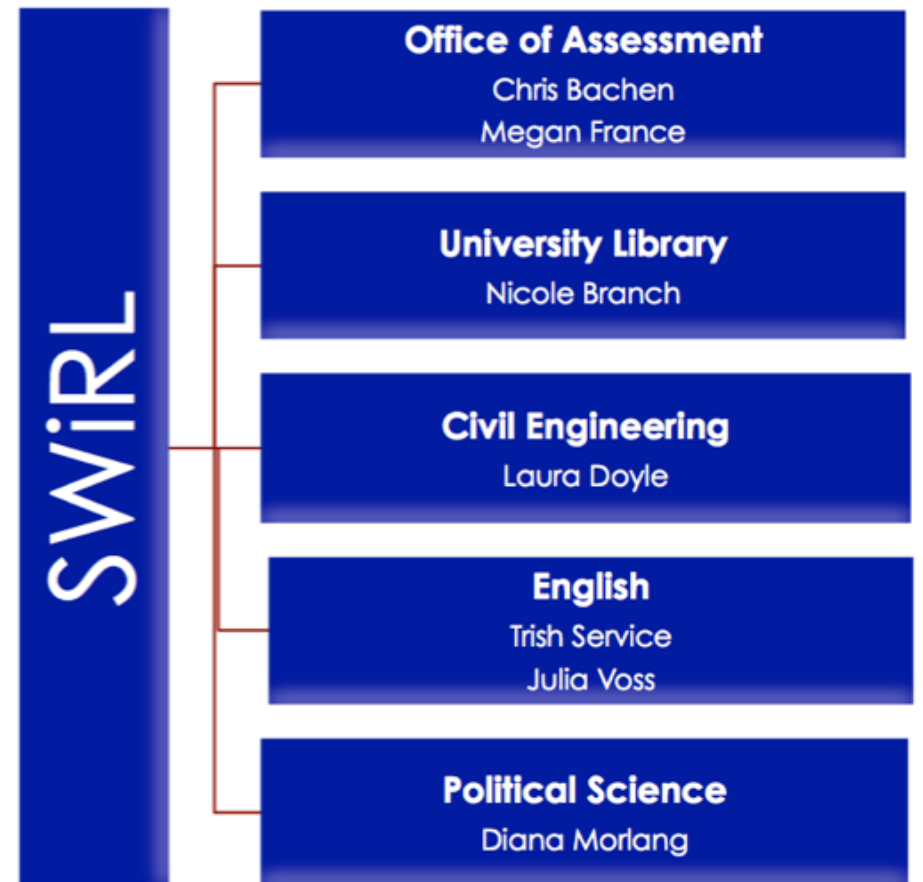 SWiRL
Office of Assessment
Chris Bachen
Megan France
University Library
Nicole Branch
Civil Engineering
Laura Doyle
English
Trish Service
Julia Voss
Political Science
Diana Morlang